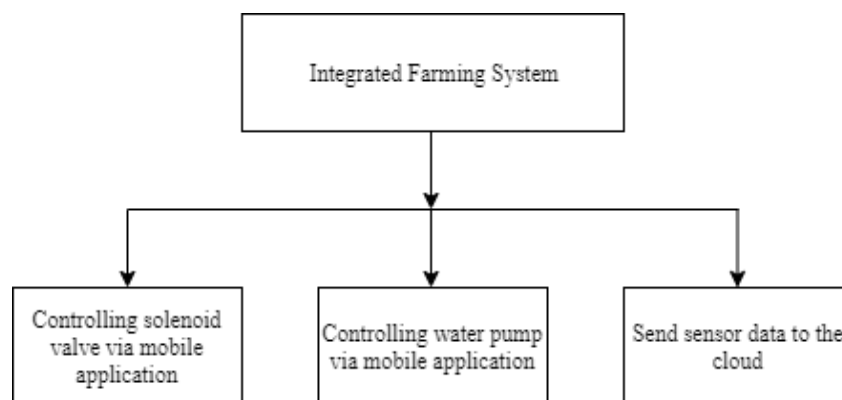 Integrated Farming System
Controlling solenoid
valve via mobile
application
Controlling water pump
via mobile application
Send sensor data to the
cloud